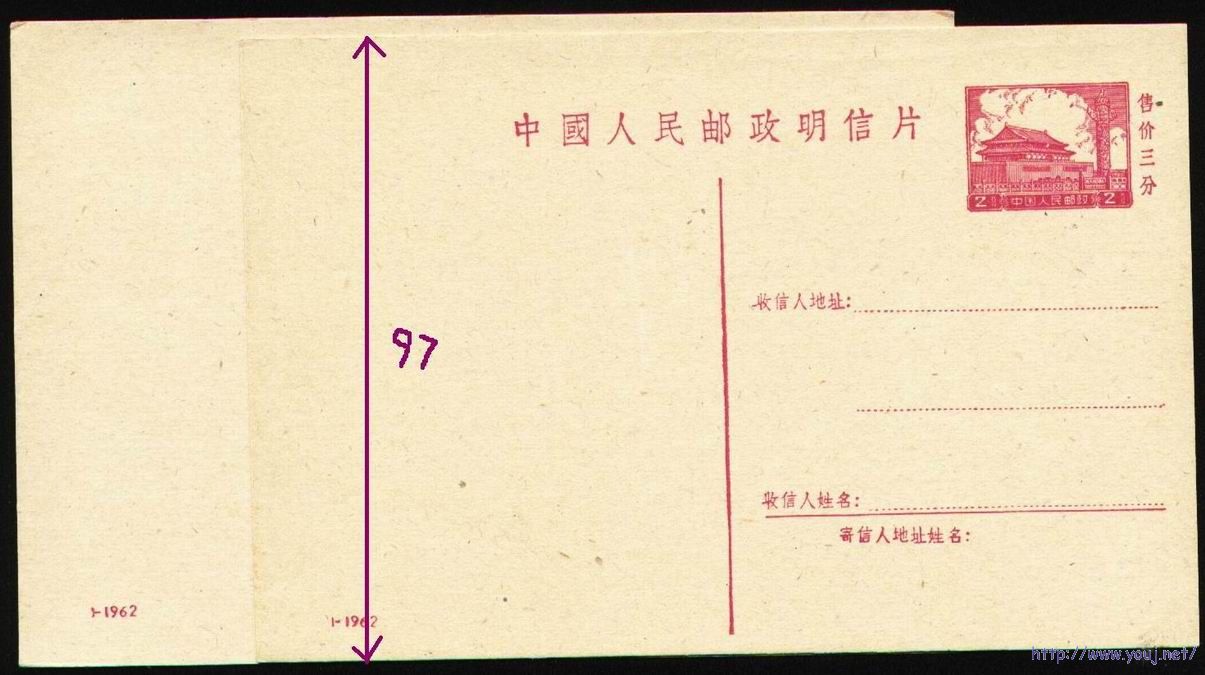 中國人民邮政明信片
售价三分
2 中国人民邮政 2
收信人地址:
97
收信人姓名:
寄信人地址姓名:
1-1962
1-1962
http://www.youj.net/